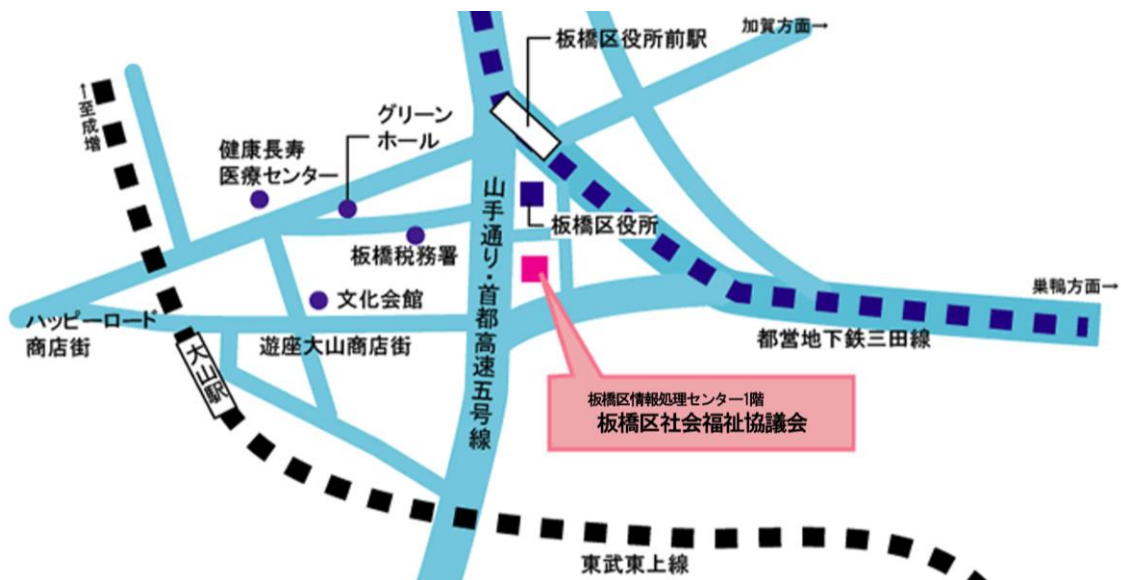 加賀方面→
板橋区役所前駅
←至成増
グリーン
ホール
健康長寿
医療センター
山手通り・首都高速五号線
板橋区役所
板橋税務署
文化会館
巣鴨方面→
ハッピーロード
商店街
遊座大山商店街
都営地下鉄三田線
大山駅
板橋区情報処理センター1階
板橋区社会福祉協議会
東武東上線